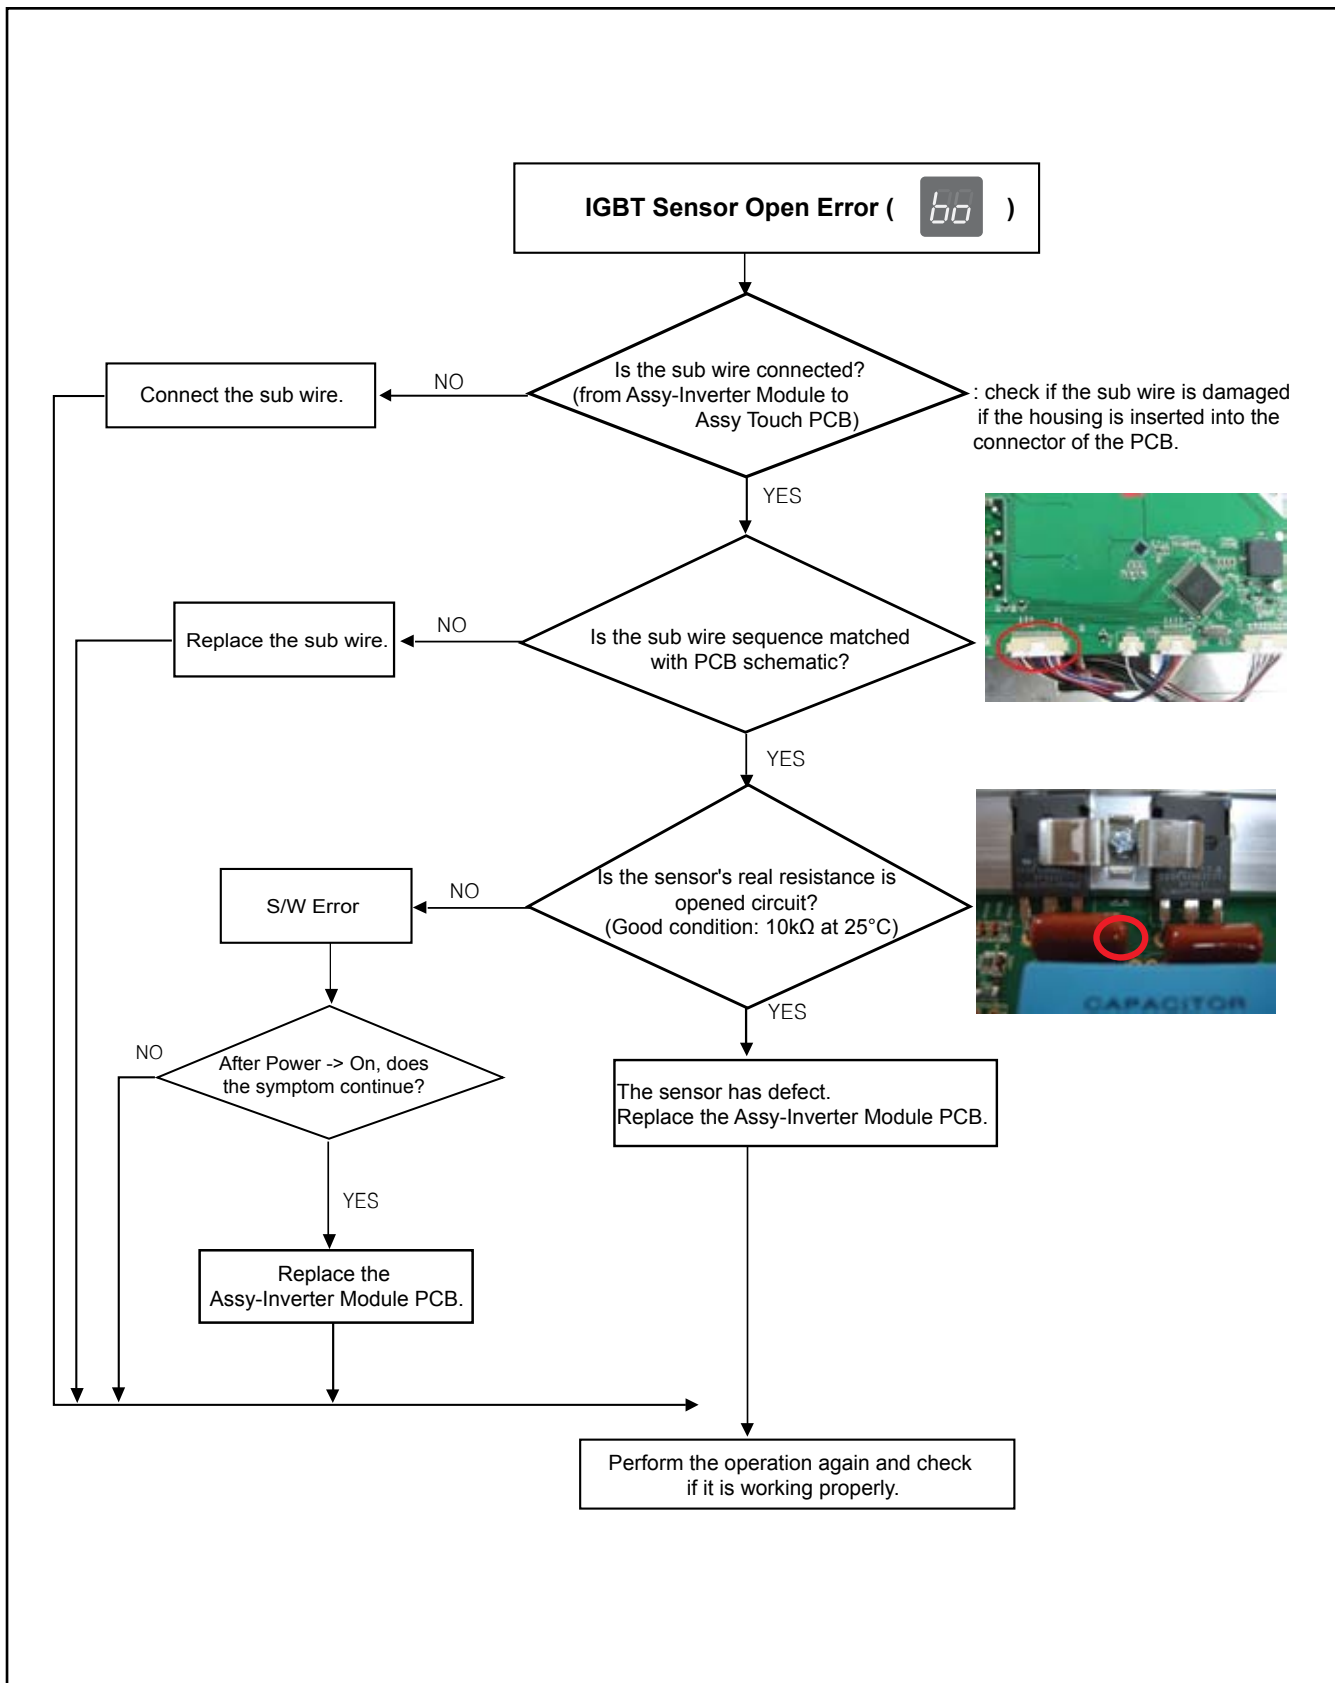 IGBT Sensor Open Error ( bo )
Is the sub wire connected?
(from Assy-Inverter Module to
Assy Touch PCB)
NO
Connect the sub wire.
: check if the sub wire is damaged
if the housing is inserted into the
connector of the PCB.
YES
Is the sub wire sequence matched
with PCB schematic?
NO
Replace the sub wire.
YES
Is the sensor's real resistance is
opened circuit?
(Good condition: 10kΩ at 25°C)
NO
S/W Error
CAPACITOR
YES
NO
After Power -> On, does
the symptom continue?
The sensor has defect.
Replace the Assy-Inverter Module PCB.
YES
Replace the
Assy-Inverter Module PCB.
Perform the operation again and check
if it is working properly.